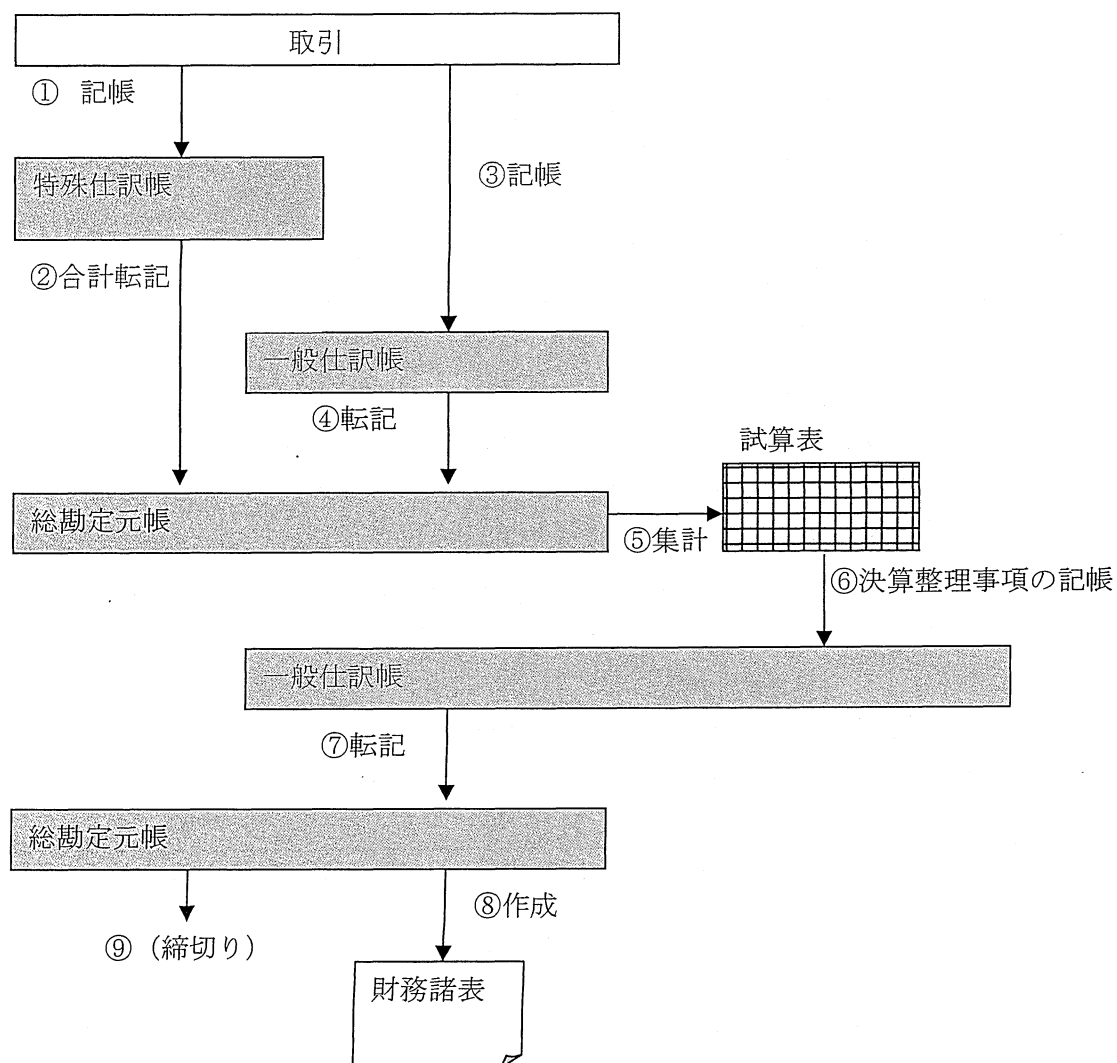 取引
① 記帳
特殊仕訳帳
③記帳
②合計転記
一般仕訳帳
④転記
試算表
総勘定元帳
⑤集計
⑥決算整理事項の記帳
一般仕訳帳
⑦転記
総勘定元帳
⑧作成
⑨（締切り）
財務諸表